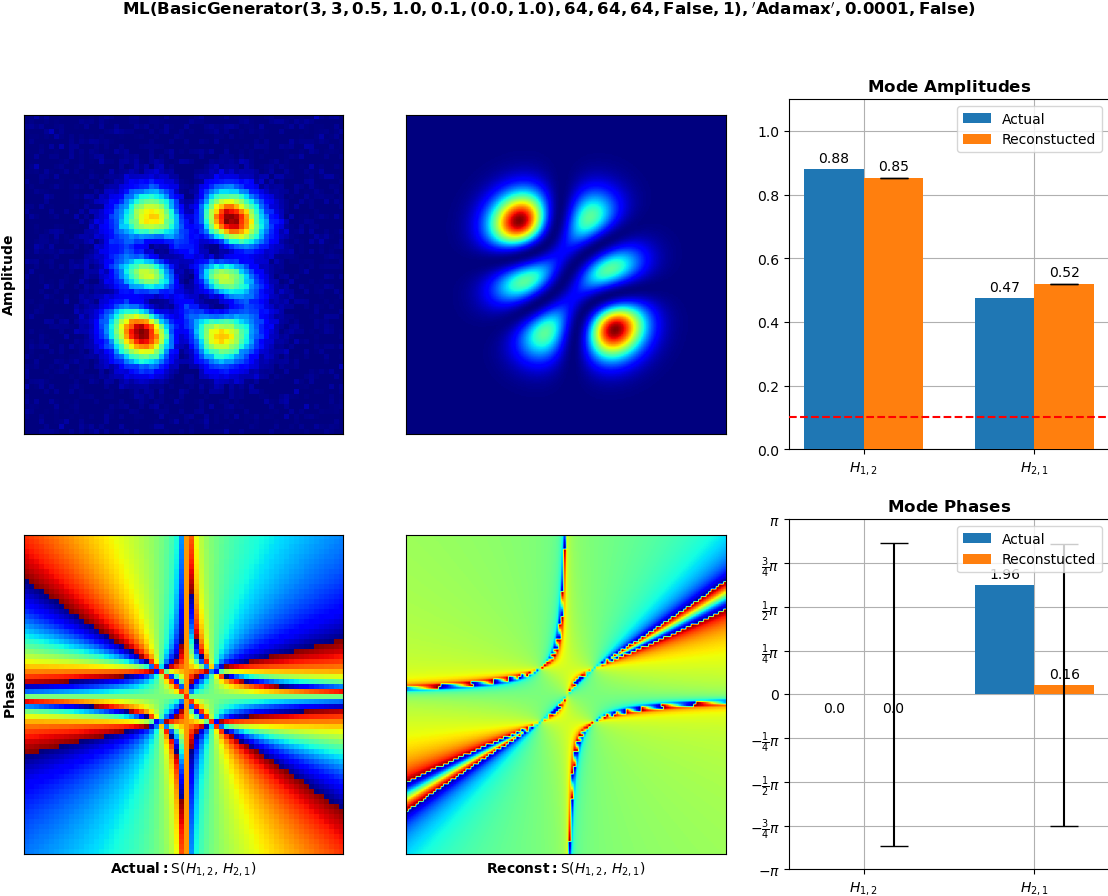 ML(BasicGenerator(3, 3, 0.5, 1.0, 0.1, (0.0, 1.0), 64, 64, 64, False, 1), ′Adamax′, 0.0001, False)
Amplitude
Mode Amplitudes
Actual
Reconstucted
1.0
0.8
0.6
0.4
0.2
0.0
0.88
0.85
0.47
0.52
H1, 2
H2, 1
Phase
Actual: S(H1, 2, H2, 1)
Reconst: S(H1, 2, H2, 1)
Mode Phases
Actual
Reconstucted
π
3/4π
1/2π
1/4π
0
−1/4π
−1/2π
−3/4π
−π
0.0
0.0
1.96
0.16
H1, 2
H2, 1